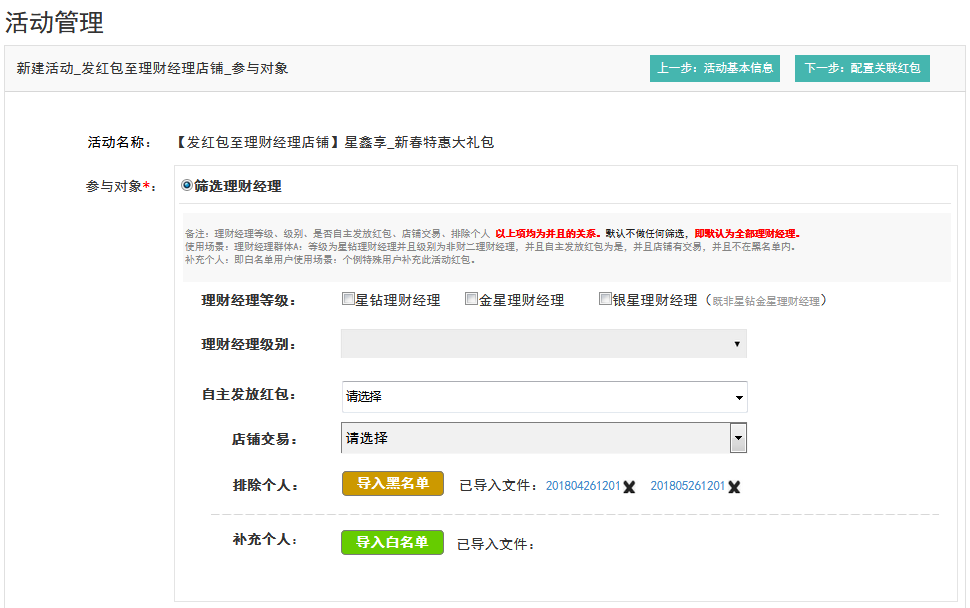 活动管理
新建活动_发红包至理财经理店铺_参与对象
上一步：活动基本信息
下一步：配置关联红包
活动名称：
【发红包至理财经理店铺】星鑫享_新春特惠大礼包
参与对象*：
筛选理财经理
备注：理财经理等级、级别、是否自主发放红包、店铺交易、排除个人 以上项均为并且的关系。默认不做任何筛选，即默认为全部理财经理。
使用场景：理财经理群体A：等级为星钻理财经理并且级别为非财二理财经理，并且自主发放红包为是，并且店铺有交易，并且不在黑名单内。
补充个人：即白名单用户使用场景：个例特殊用户补充此活动红包。
理财经理等级：
星钻理财经理
金星理财经理
银星理财经理（既非星钻金星理财经理）
理财经理级别：
自主发放红包：
请选择
店铺交易：
请选择
排除个人：
导入黑名单
已导入文件：
201804261201
201805261201
补充个人：
导入白名单
已导入文件：